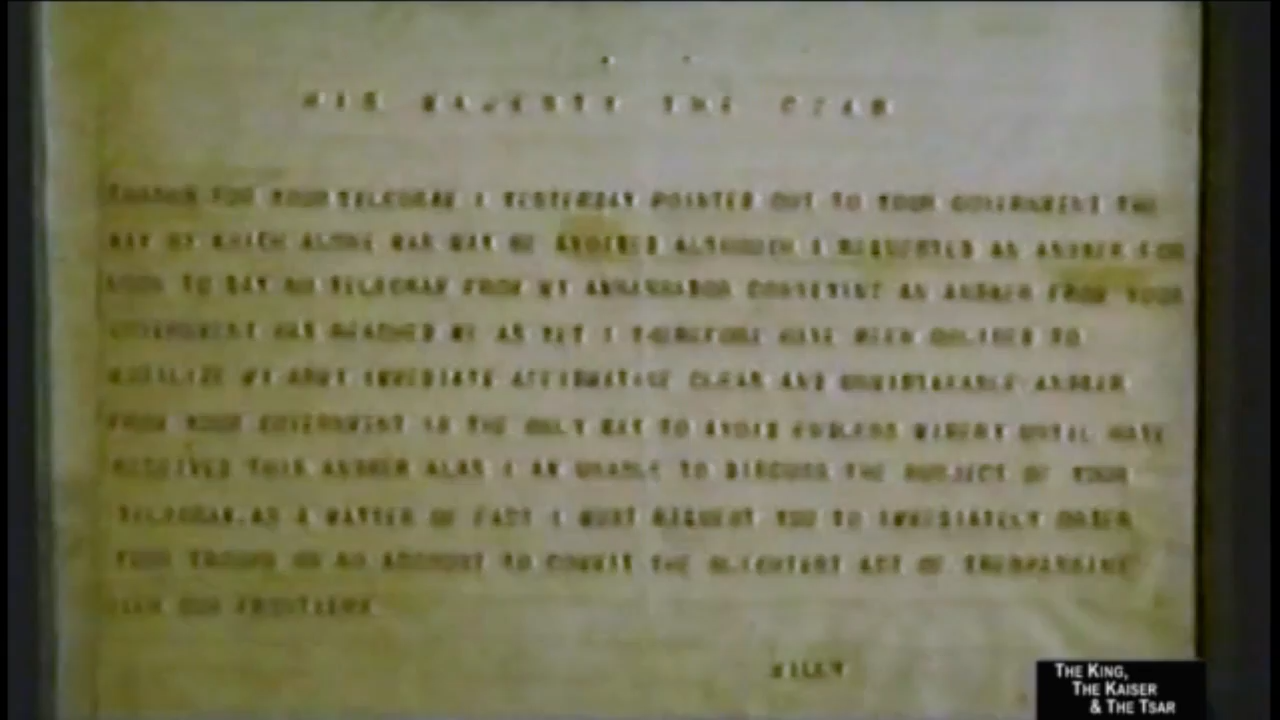 HIS MAJESTY THE CZAR
THANKS FOR YOUR TELEGRAM I YESTERDAY POINTED OUT TO YOUR GOVERNMENT THE
WAY BY WHICH ALONE WAR MAY BE AVOIDED ALTHOUGH I REQUESTED AN ANSWER FOR
NOON TO DAY NO TELEGRAM FROM MY AMBASSADOR CONVEYING AN ANSWER FROM YOUR
GOVERNMENT HAS REACHED ME AS YET I THEREFORE HAVE BEEN OBLIGED TO
MOBILIZE MY ARMY IMMEDIATE AFFIRMATIVE CLEAR AND UNMISTAKABLE ANSWER
FROM YOUR GOVERNMENT IS THE ONLY WAY TO AVOID ENDLESS MISERY UNTIL HAVE
RECEIVED THIS ANSWER ALAS I AM UNABLE TO DISCUSS THE SUBJECT OF YOUR
TELEGRAM.AS A MATTER OF FACT I MUST REQUEST YOU TO IMMEDIATELY ORDER
YOUR TROOPS ON NO ACCOUNT TO COMMIT THE SLIGHTEST ACT OF TRESPASSING
OVER OUR FRONTIERS
WILLY
THE KING,
THE KAISER
& THE TSAR